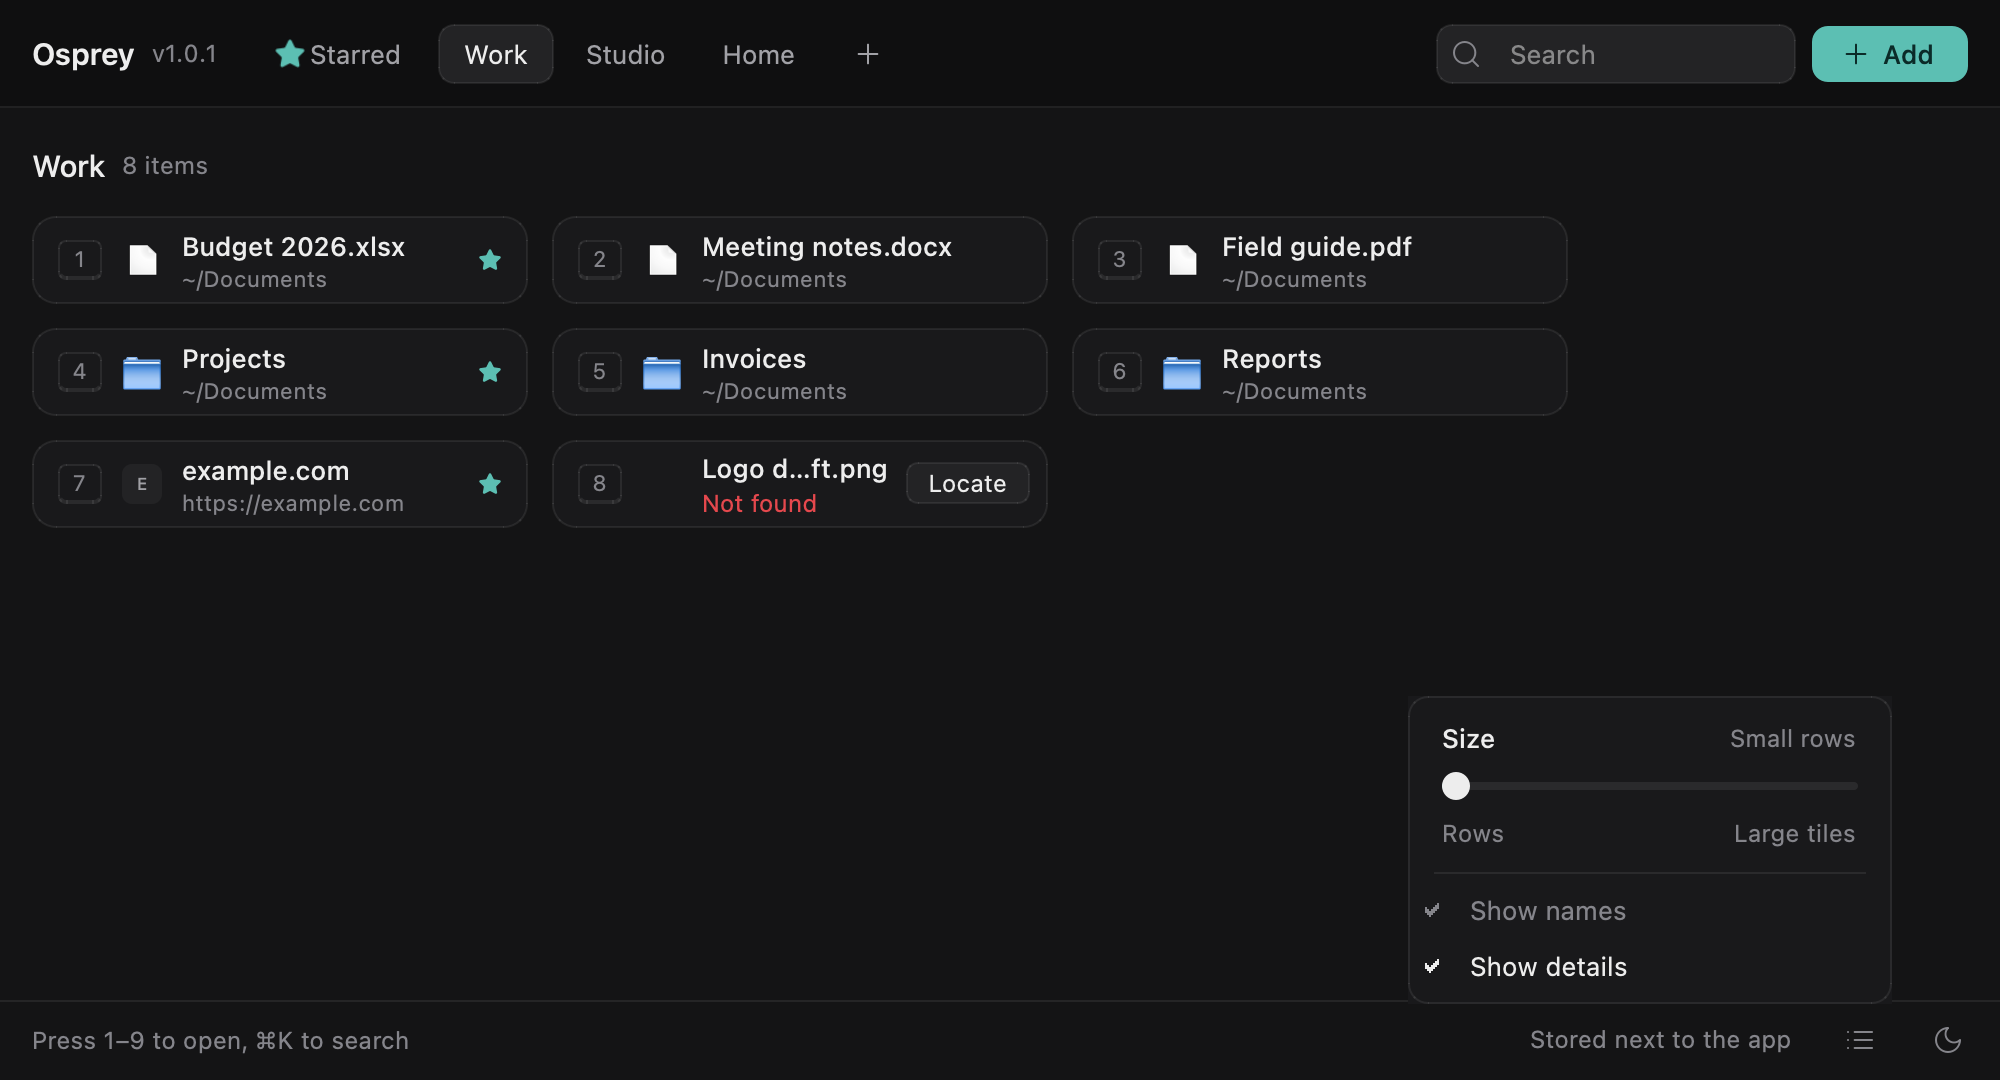 Osprey v1.0.1 Starred Work Studio Home + Search + Add
Work 8 items
1 Budget 2026.xlsx
~/Documents
2 Meeting notes.docx
~/Documents
3 Field guide.pdf
~/Documents
4 Projects
~/Documents
5 Invoices
~/Documents
6 Reports
~/Documents
7 E example.com
https://example.com
8 Logo d...ft.png
Not found
Locate
Size Small rows
Rows Large tiles
Show names
Show details
Press 1–9 to open, ⌘K to search Stored next to the app